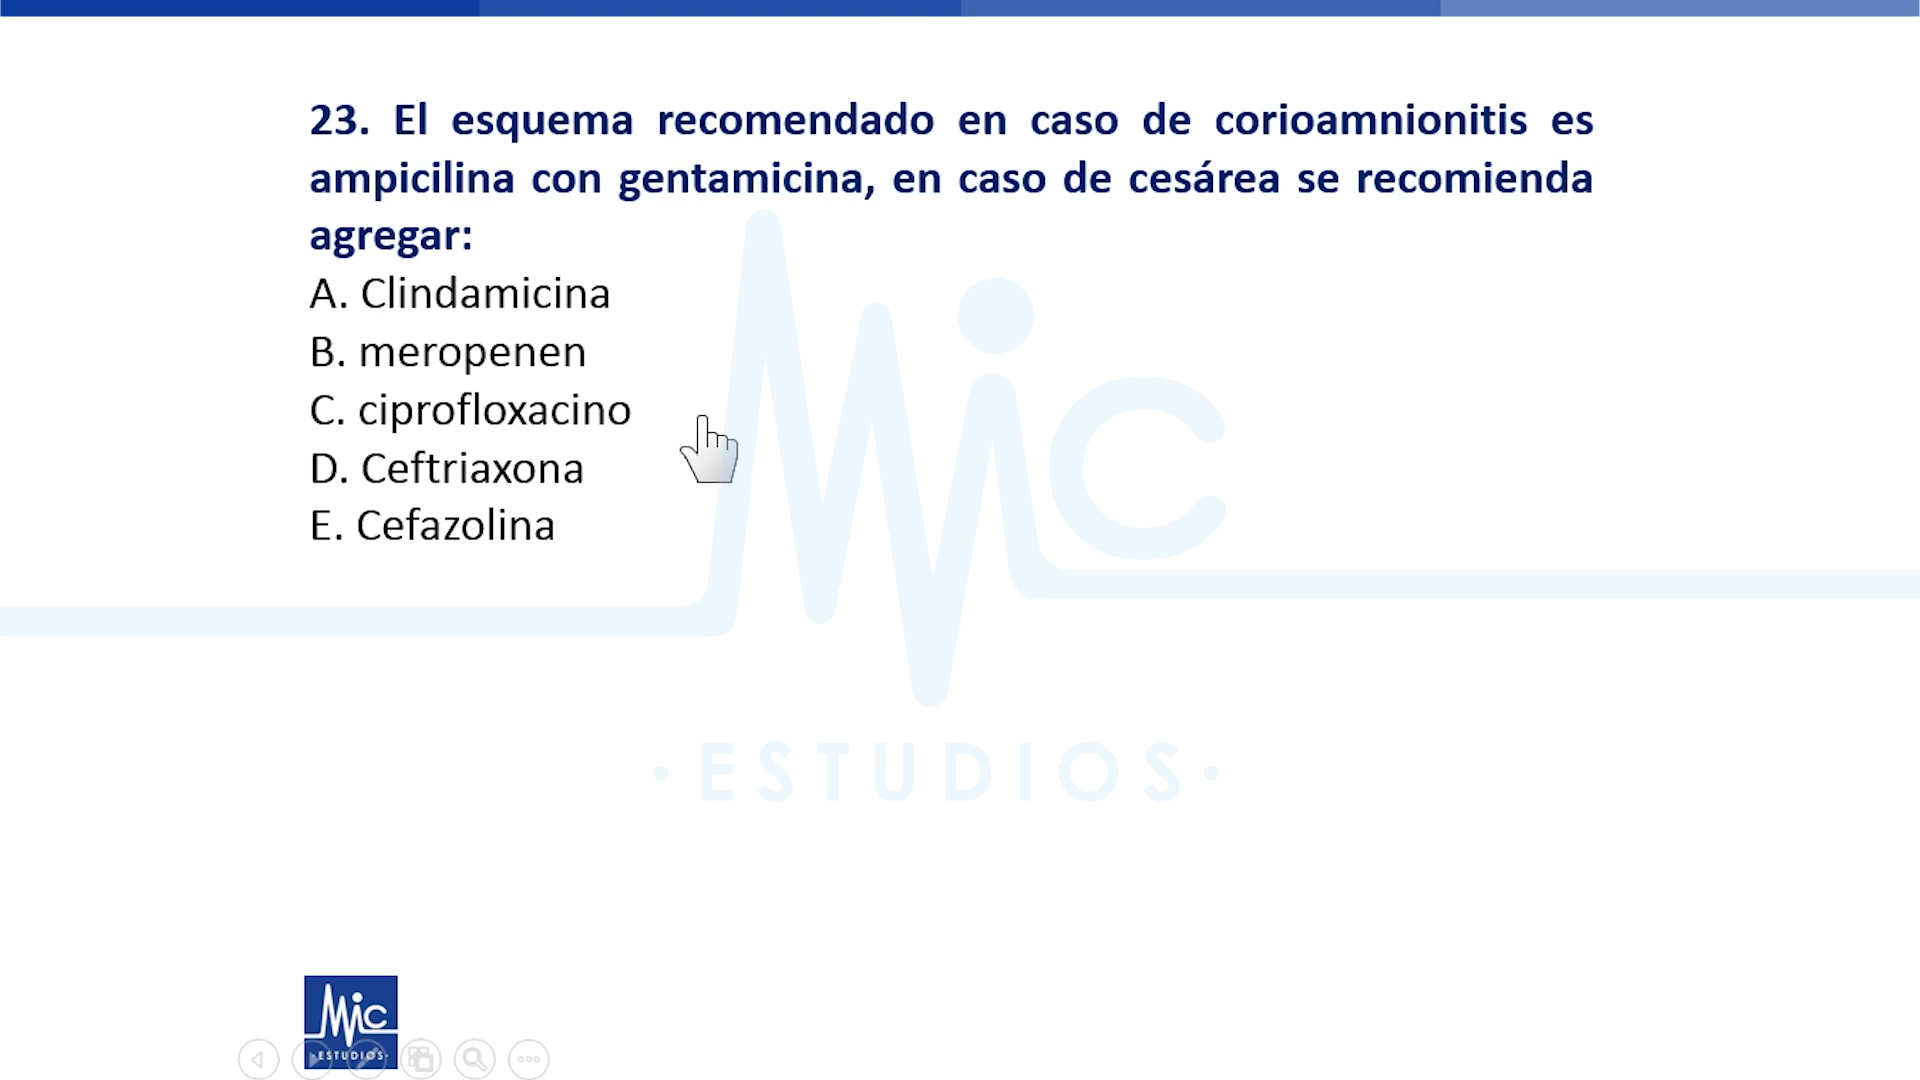 23. El esquema recomendado en caso de corioamnionitis es
ampicilina con gentamicina, en caso de cesárea se recomienda
agregar:
A. Clindamicina
B. meropenen
C. ciprofloxacino
D. Ceftriaxona
E. Cefazolina
Mic
·ESTUDIOS·
Mic
·ESTUDIOS·